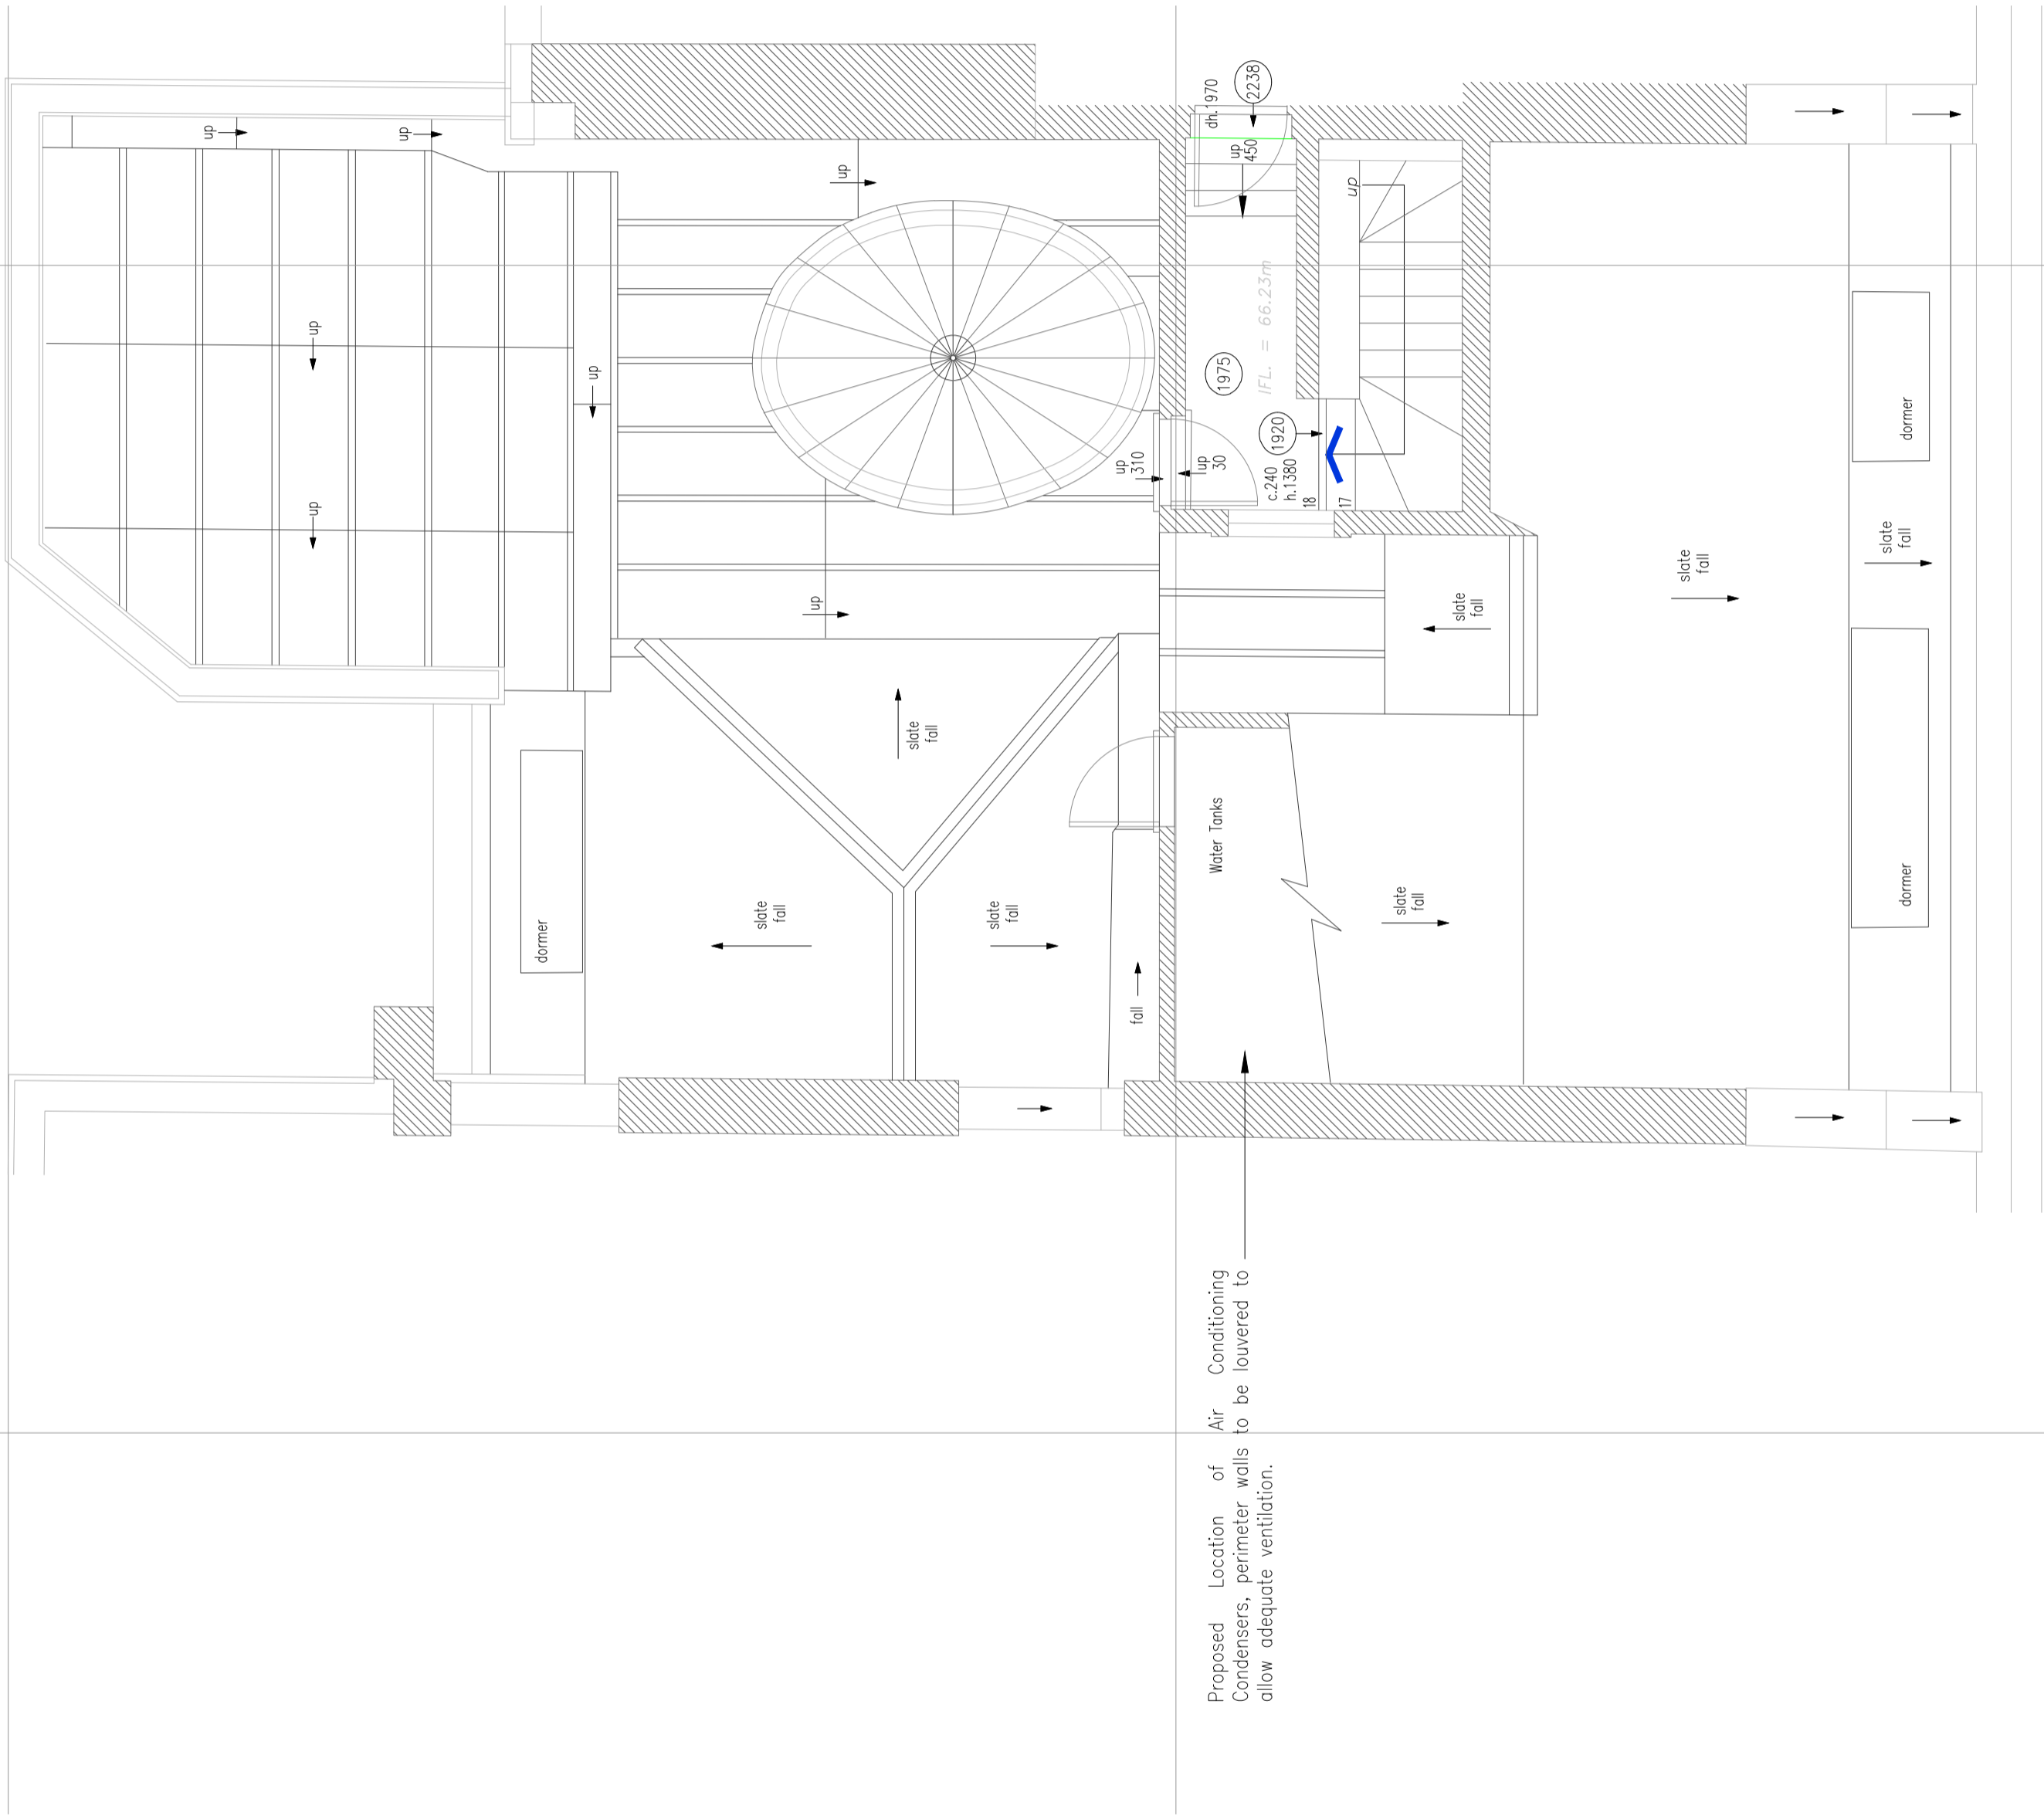 up
up
up
up
up
up
up
dh.1970
2238
up
450
up
IFL. = 66.23m
1975
1920
up
310
up
30
c.240
h.1380
18
17
dormer
slate
fall
slate
fall
slate
fall
slate
fall
dormer
slate
fall
slate
fall
fall
Water Tanks
slate
fall
dormer
Proposed Location of Air Conditioning
Condensers, perimeter walls to be louvered to
allow adequate ventilation.